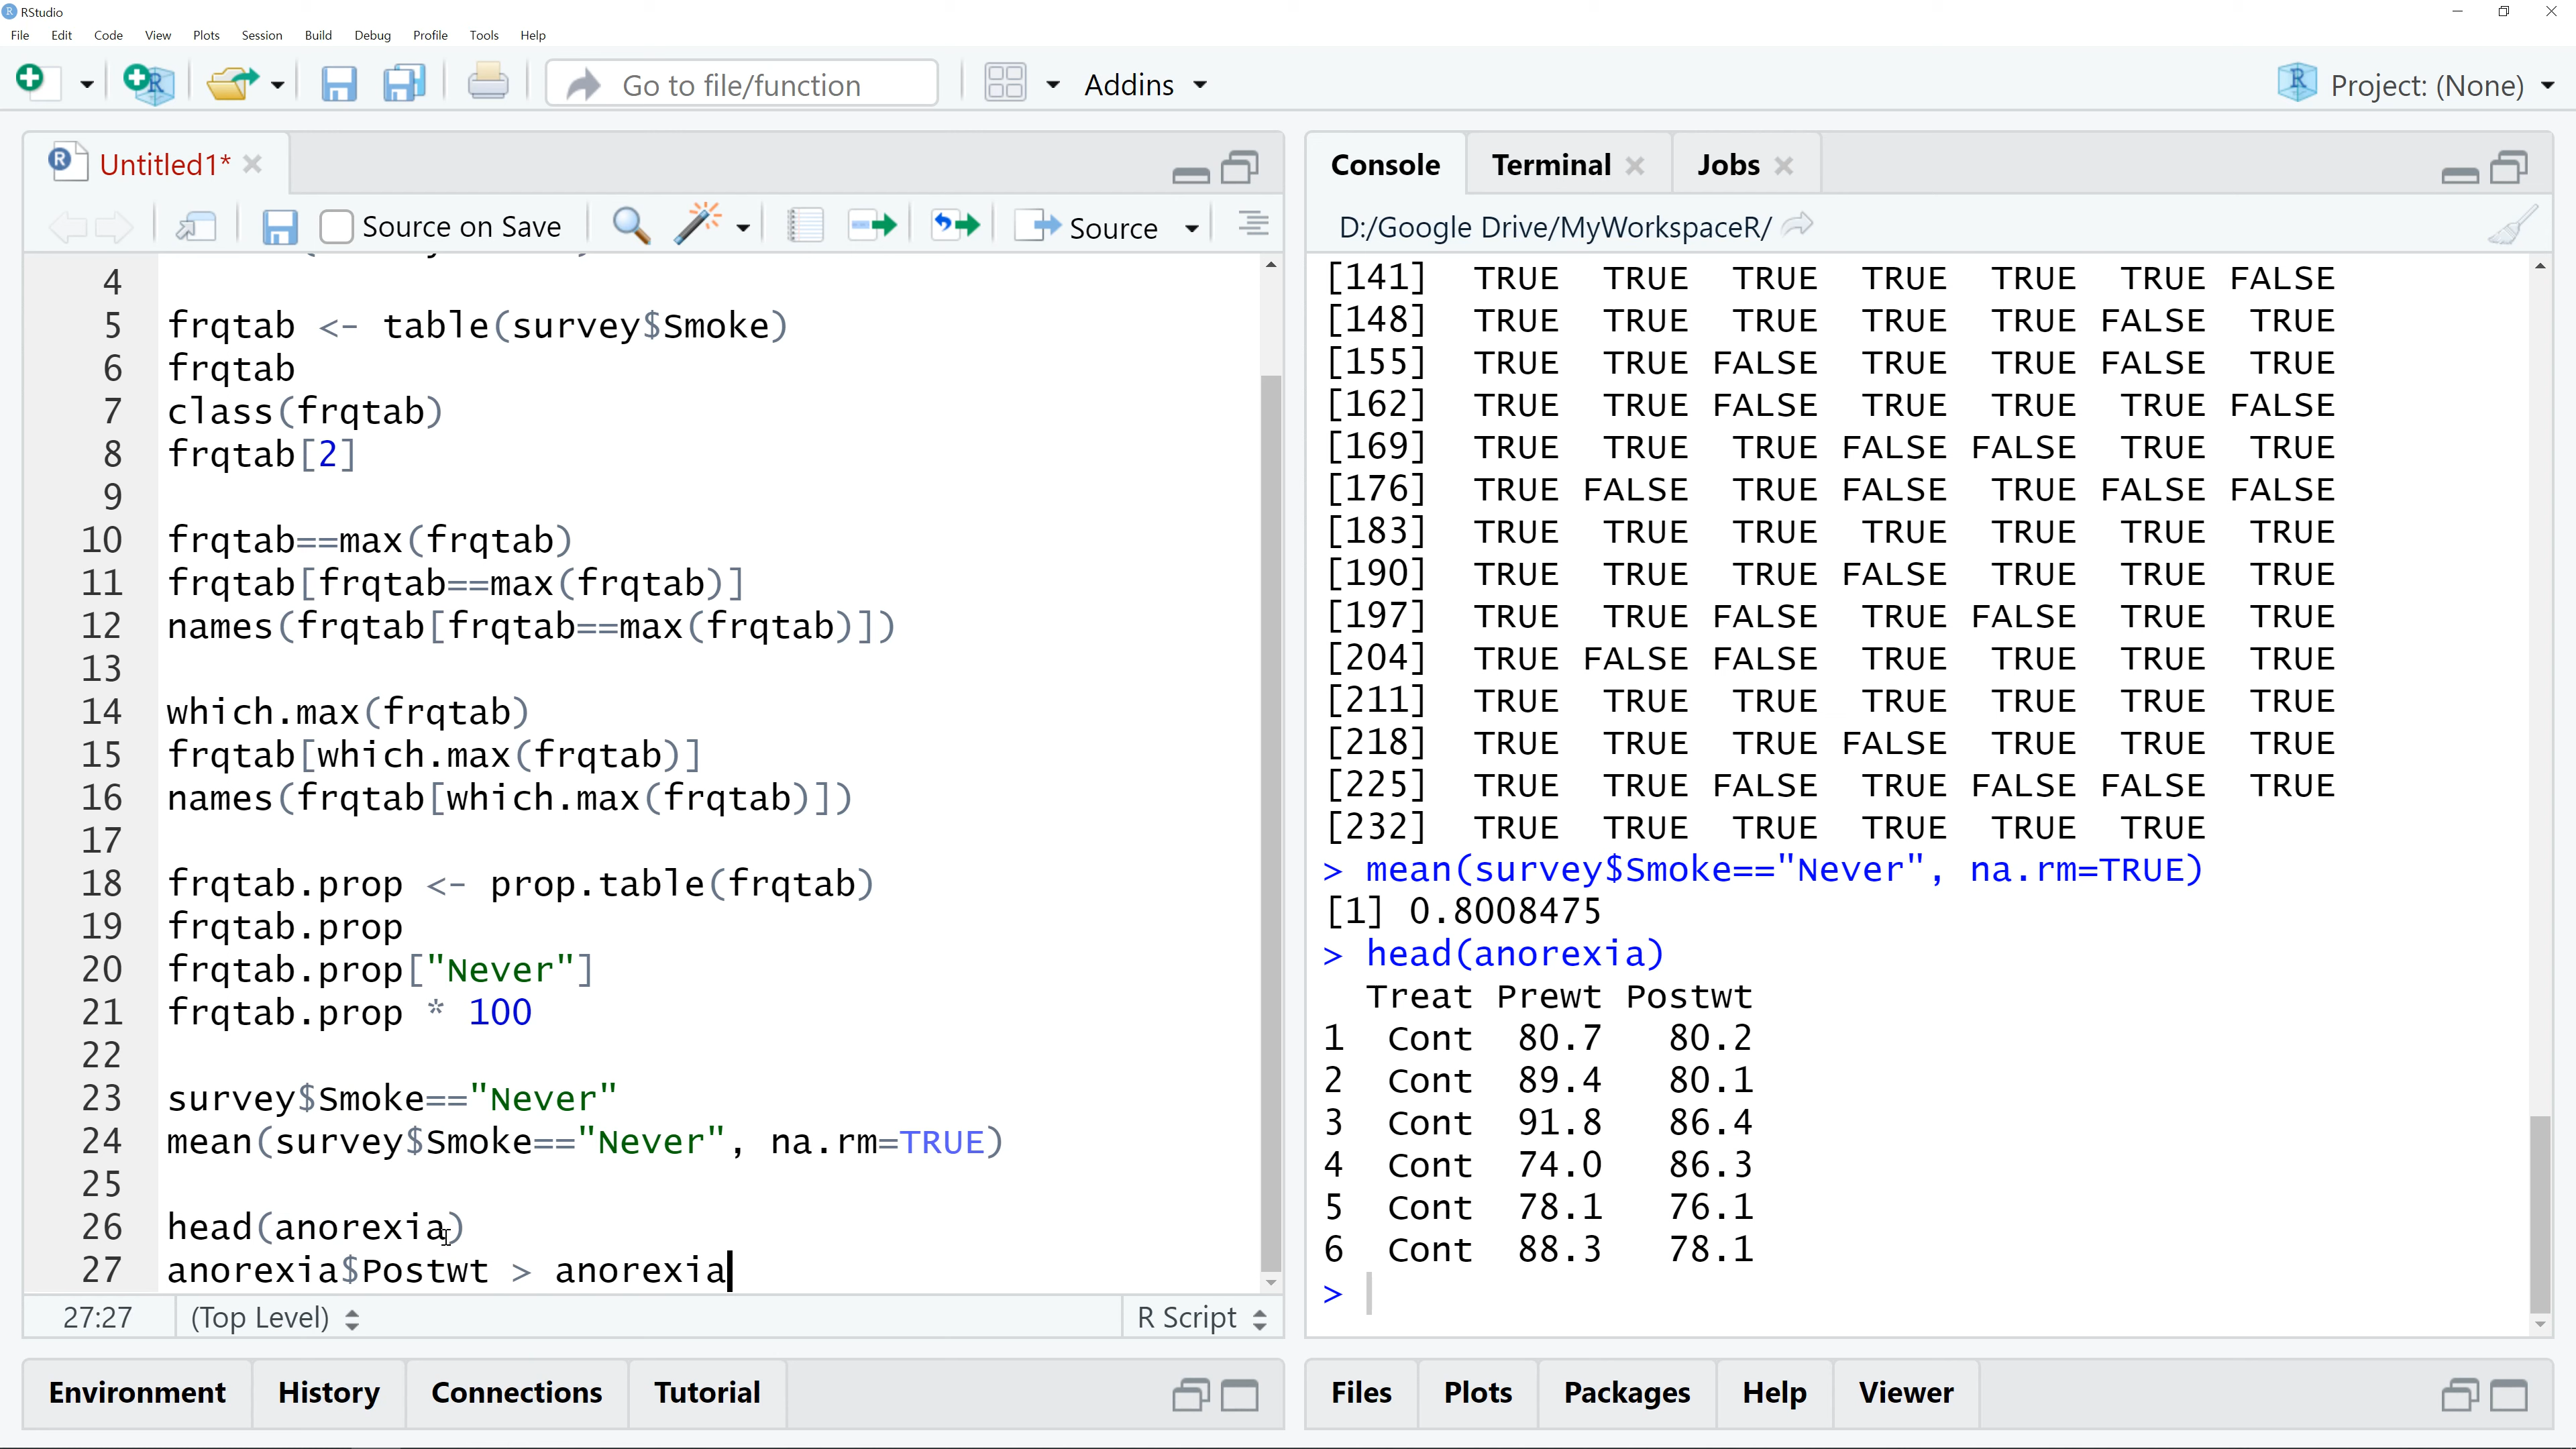 RStudio
File Edit Code View Plots Session Build Debug Profile Tools Help
Go to file/function Addins Project: (None)
Untitled1*
Source on Save Source
4
5 frqtab <- table(survey$Smoke)
6 frqtab
7 class(frqtab)
8 frqtab[2]
9
10 frqtab==max(frqtab)
11 frqtab[frqtab==max(frqtab)]
12 names(frqtab[frqtab==max(frqtab)])
13
14 which.max(frqtab)
15 frqtab[which.max(frqtab)]
16 names(frqtab[which.max(frqtab)])
17
18 frqtab.prop <- prop.table(frqtab)
19 frqtab.prop
20 frqtab.prop["Never"]
21 frqtab.prop * 100
22
23 survey$Smoke=="Never"
24 mean(survey$Smoke=="Never", na.rm=TRUE)
25
26 head(anorexia)
27 anorexia$Postwt > anorexia
27:27 (Top Level) R Script
Environment History Connections Tutorial
Console Terminal Jobs
D:/Google Drive/MyWorkspaceR/
[141] TRUE TRUE TRUE TRUE TRUE TRUE FALSE
[148] TRUE TRUE TRUE TRUE TRUE FALSE TRUE
[155] TRUE TRUE FALSE TRUE TRUE FALSE TRUE
[162] TRUE TRUE FALSE TRUE TRUE TRUE FALSE
[169] TRUE TRUE TRUE FALSE FALSE TRUE TRUE
[176] TRUE FALSE TRUE FALSE TRUE FALSE FALSE
[183] TRUE TRUE TRUE TRUE TRUE TRUE TRUE
[190] TRUE TRUE TRUE FALSE TRUE TRUE TRUE
[197] TRUE TRUE FALSE TRUE FALSE TRUE TRUE
[204] TRUE FALSE FALSE TRUE TRUE TRUE TRUE
[211] TRUE TRUE TRUE TRUE TRUE TRUE TRUE
[218] TRUE TRUE TRUE FALSE TRUE TRUE TRUE
[225] TRUE TRUE FALSE TRUE FALSE FALSE TRUE
[232] TRUE TRUE TRUE TRUE TRUE TRUE
> mean(survey$Smoke=="Never", na.rm=TRUE)
[1] 0.8008475
> head(anorexia)
Treat Prewt Postwt
1 Cont 80.7 80.2
2 Cont 89.4 80.1
3 Cont 91.8 86.4
4 Cont 74.0 86.3
5 Cont 78.1 76.1
6 Cont 88.3 78.1
>
Files Plots Packages Help Viewer